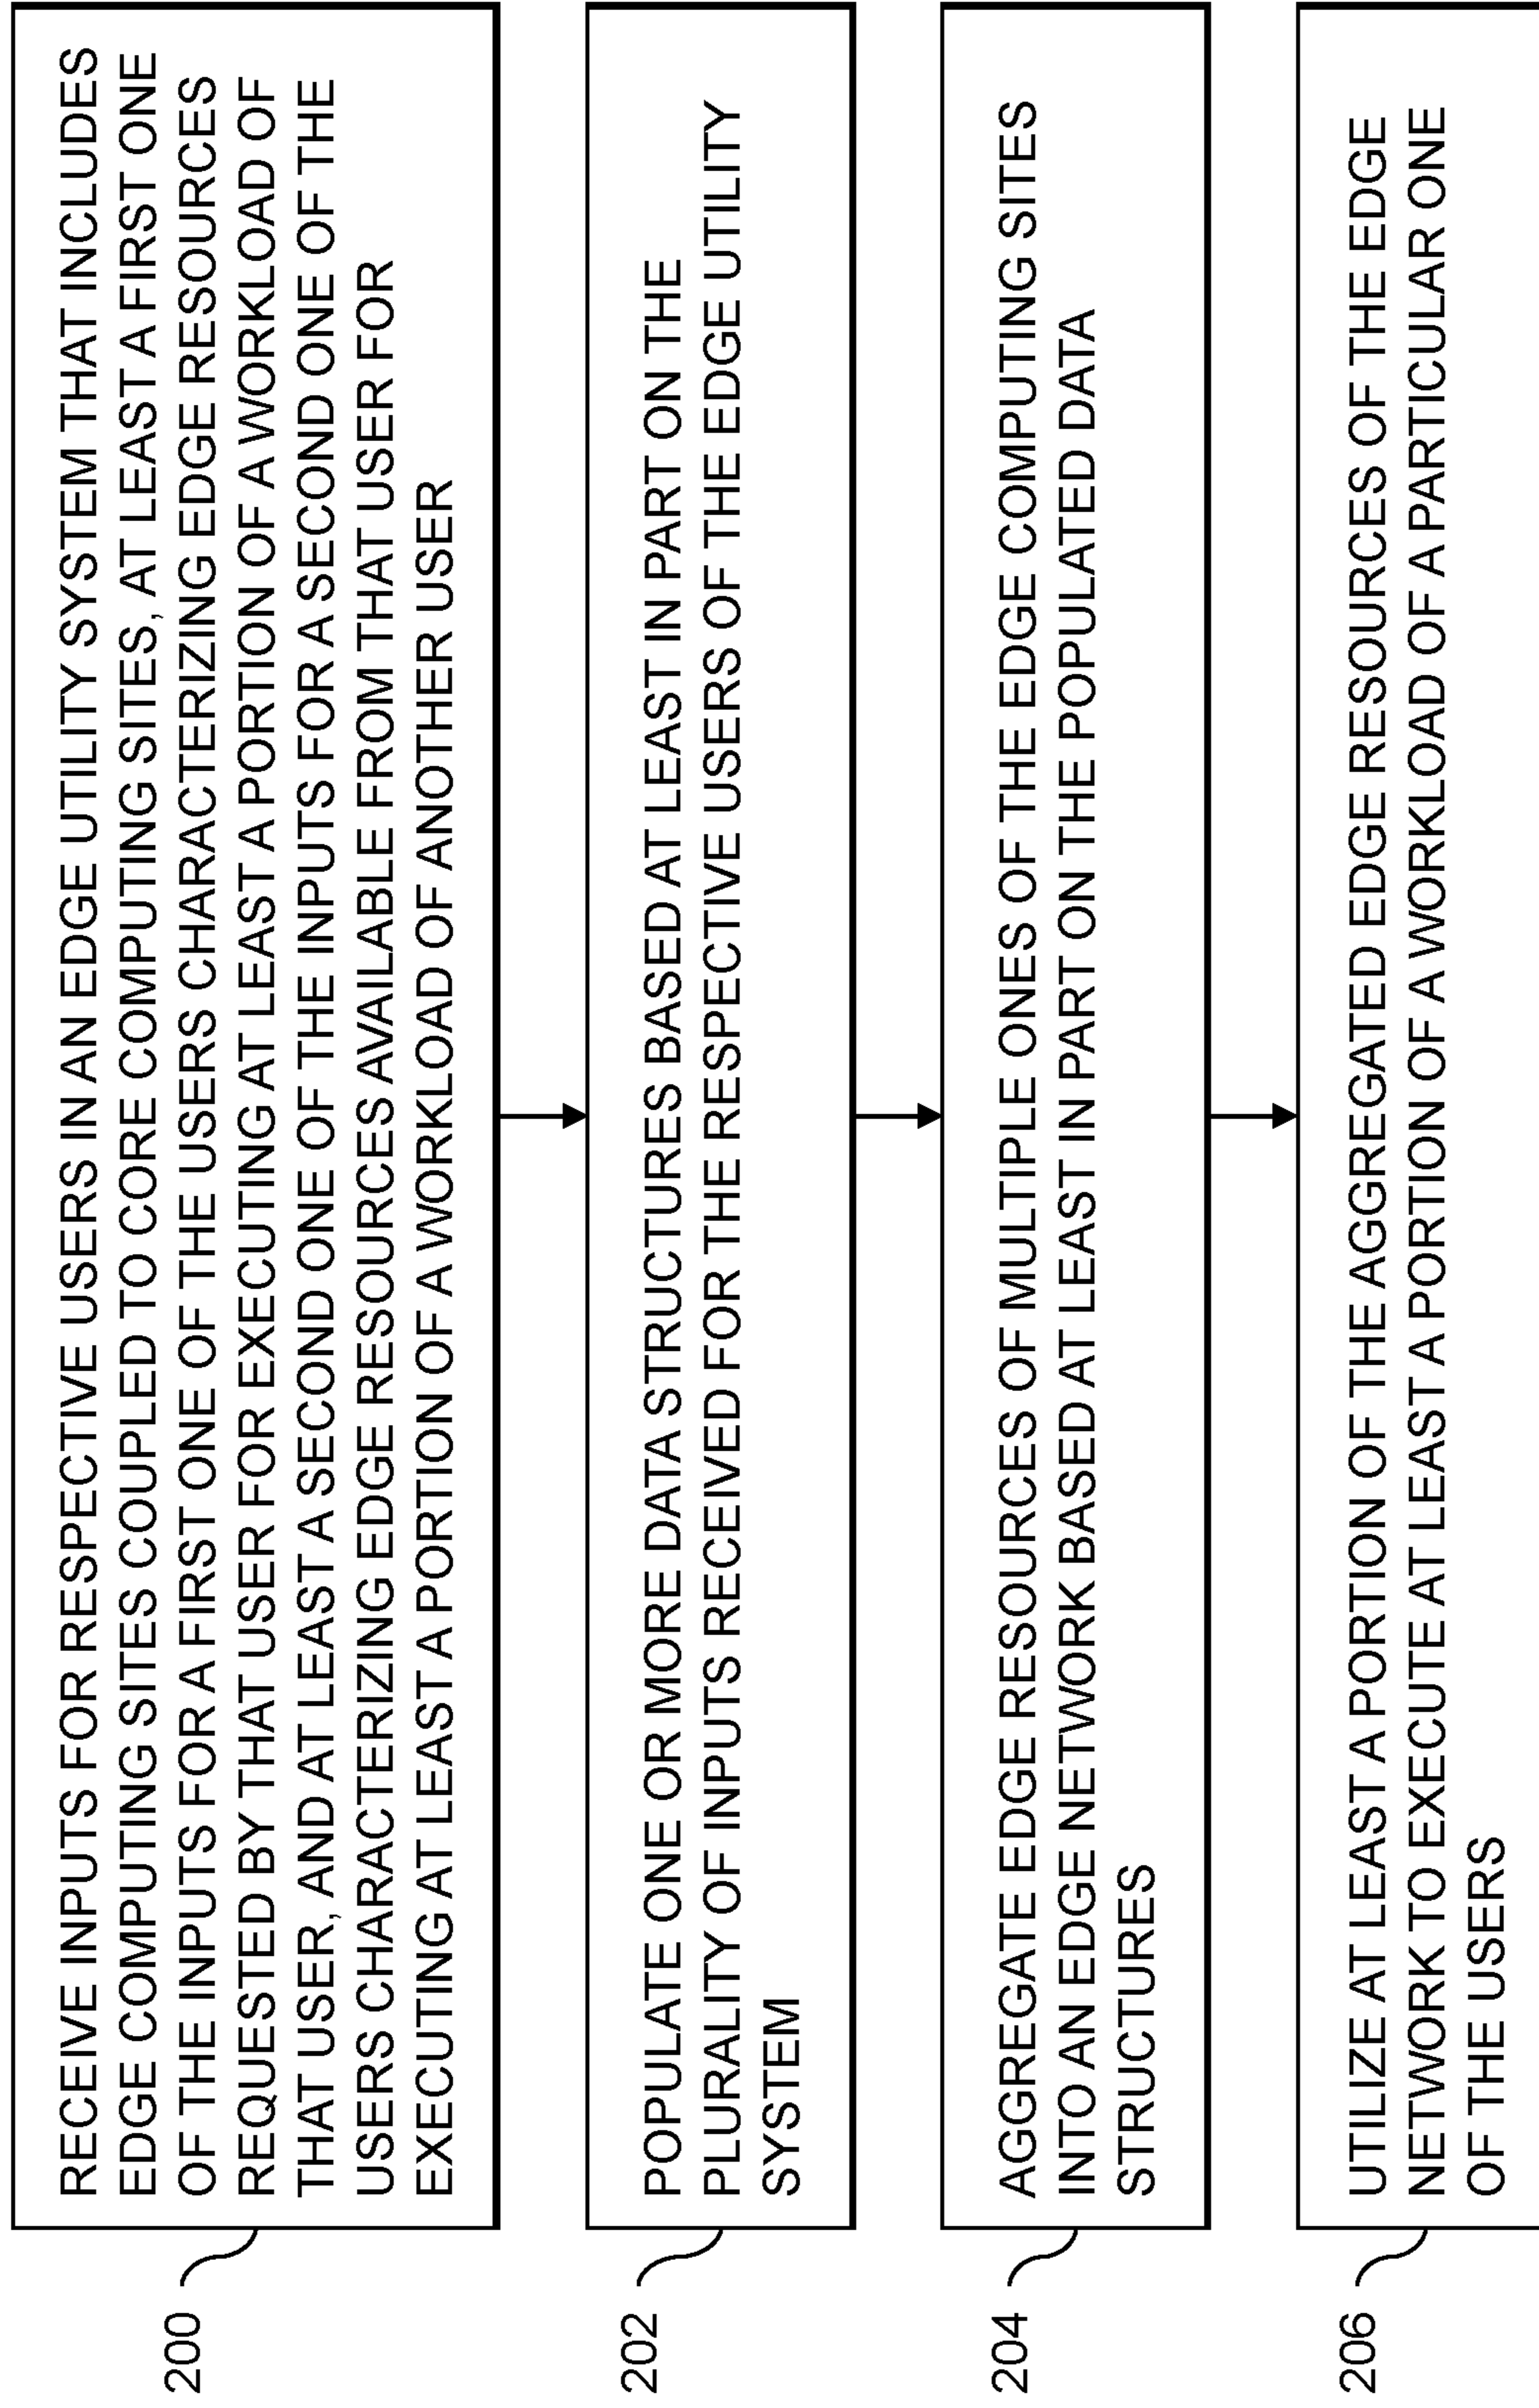 200
RECEIVE INPUTS FOR RESPECTIVE USERS IN AN EDGE UTILITY SYSTEM THAT INCLUDES
EDGE COMPUTING SITES COUPLED TO CORE COMPUTING SITES, AT LEAST A FIRST ONE
OF THE INPUTS FOR A FIRST ONE OF THE USERS CHARACTERIZING EDGE RESOURCES
REQUESTED BY THAT USER FOR EXECUTING AT LEAST A PORTION OF A WORKLOAD OF
THAT USER, AND AT LEAST A SECOND ONE OF THE INPUTS FOR A SECOND ONE OF THE
USERS CHARACTERIZING EDGE RESOURCES AVAILABLE FROM THAT USER FOR
EXECUTING AT LEAST A PORTION OF A WORKLOAD OF ANOTHER USER
202
POPULATE ONE OR MORE DATA STRUCTURES BASED AT LEAST IN PART ON THE
PLURALITY OF INPUTS RECEIVED FOR THE RESPECTIVE USERS OF THE EDGE UTILITY
SYSTEM
204
AGGREGATE EDGE RESOURCES OF MULTIPLE ONES OF THE EDGE COMPUTING SITES
INTO AN EDGE NETWORK BASED AT LEAST IN PART ON THE POPULATED DATA
STRUCTURES
206
UTILIZE AT LEAST A PORTION OF THE AGGREGATED EDGE RESOURCES OF THE EDGE
NETWORK TO EXECUTE AT LEAST A PORTION OF A WORKLOAD OF A PARTICULAR ONE
OF THE USERS